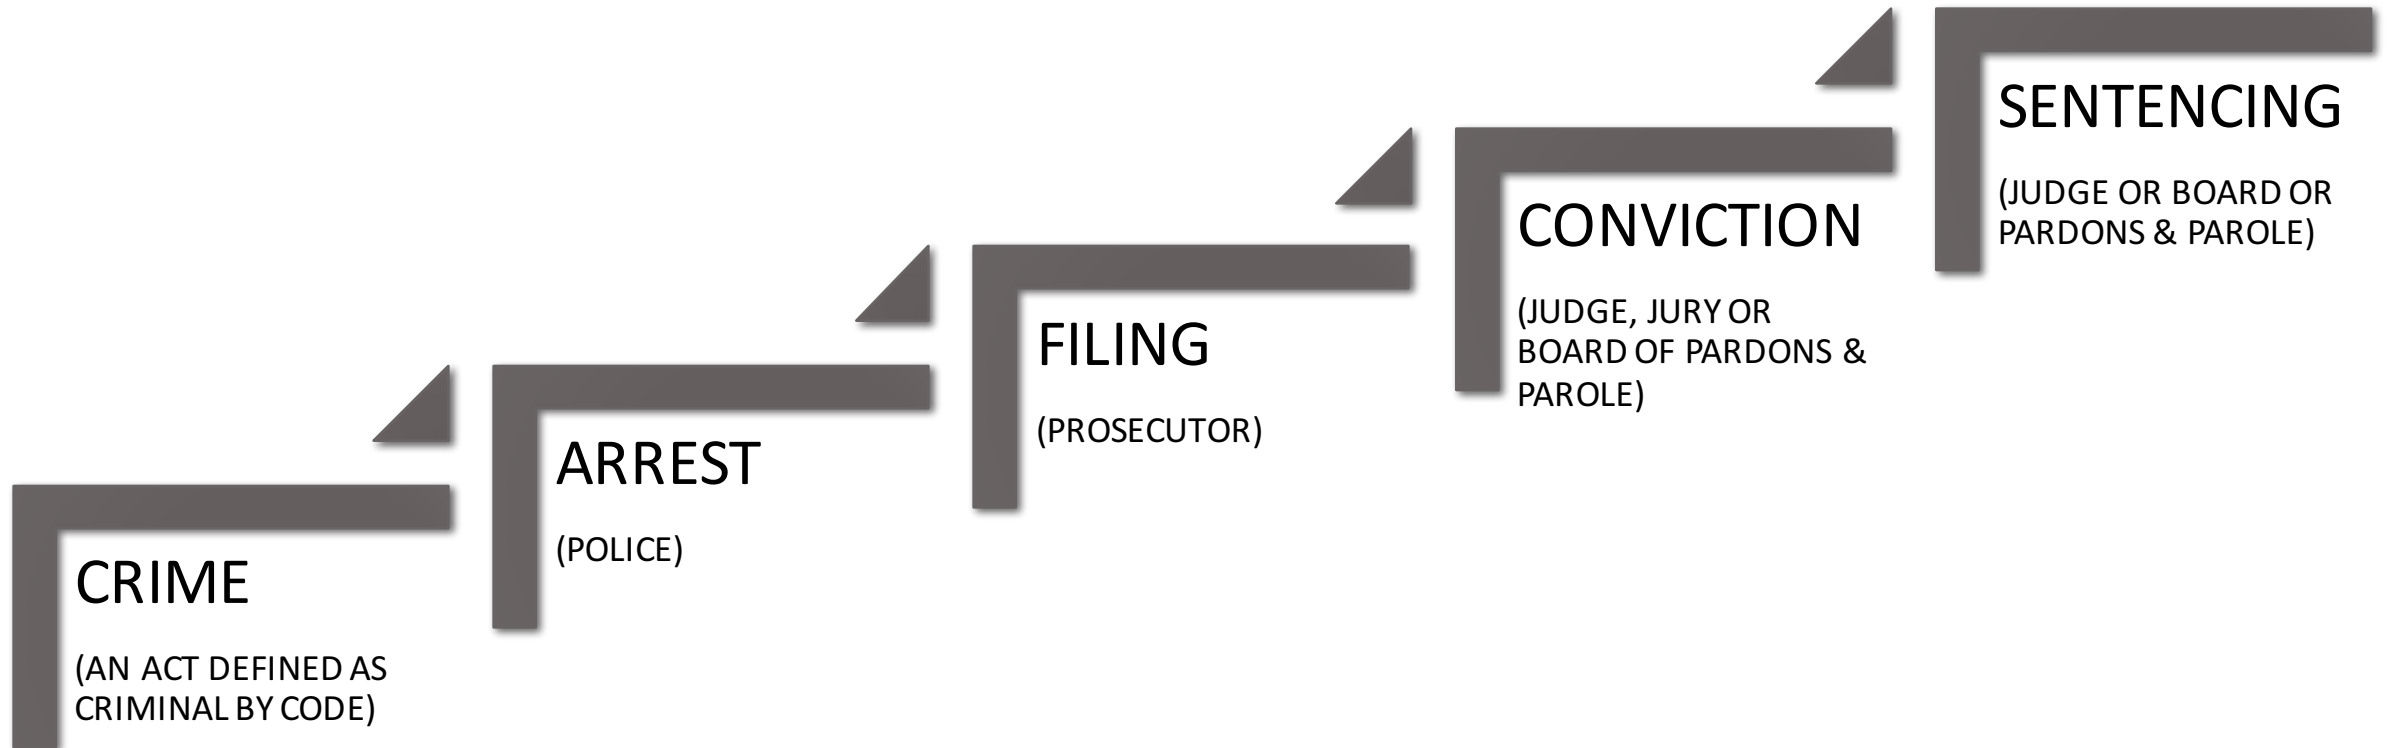 CRIME
(AN ACT DEFINED AS
CRIMINAL BY CODE)
ARREST
(POLICE)
FILING
(PROSECUTOR)
CONVICTION
(JUDGE, JURY OR
BOARD OF PARDONS &
PAROLE)
SENTENCING
(JUDGE OR BOARD OR
PARDONS & PAROLE)